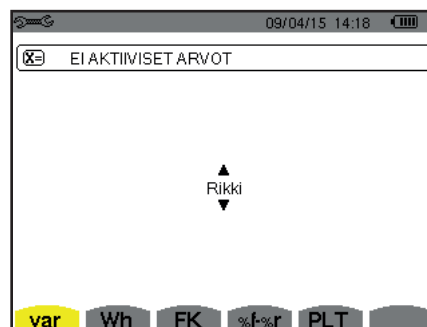 09/04/15 14:18
X= EI AKTIIVISET ARVOT
Rikki
var Wh FK %f-%r PLT